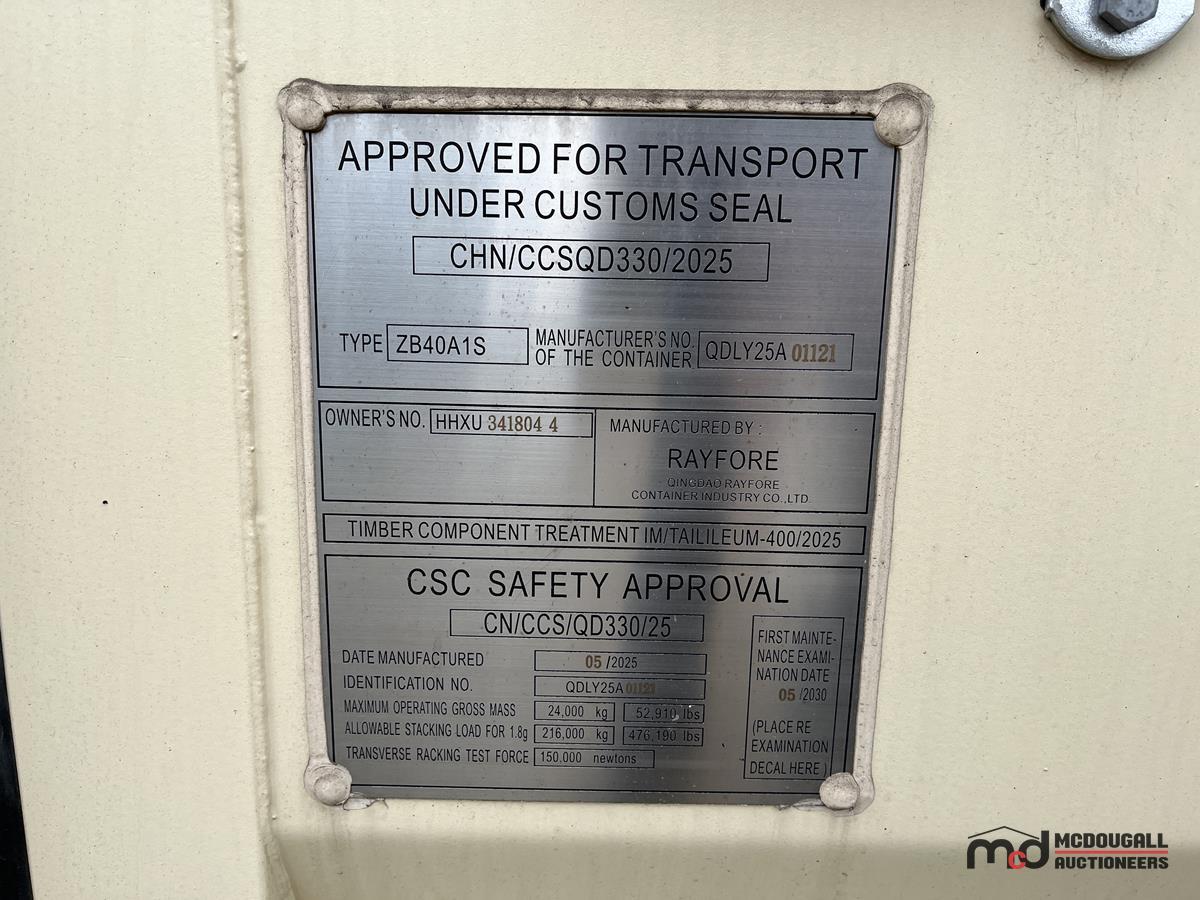 APPROVED FOR TRANSPORT
UNDER CUSTOMS SEAL
CHN/CCSQD330/2025
TYPE ZB40A1S
MANUFACTURER'S NO.
OF THE CONTAINER
QDLY25A 01121
OWNER'S NO. HHXU 341804 4
MANUFACTURED BY :
RAYFORE
QINGDAO RAYFORE
CONTAINER INDUSTRY CO.,LTD.
TIMBER COMPONENT TREATMENT IM/TAILILEUM-400/2025
CSC SAFETY APPROVAL
CN/CCS/QD330/25
DATE MANUFACTURED 05 /2025
IDENTIFICATION NO. QDLY25A 01121
MAXIMUM OPERATING GROSS MASS 24,000 kg 52,910 lbs
ALLOWABLE STACKING LOAD FOR 1.8g 216,000 kg 476,190 lbs
TRANSVERSE RACKING TEST FORCE 150,000 newtons
FIRST MAINTE-
NANCE EXAMI-
NATION DATE
05 /2030
(PLACE RE
EXAMINATION
DECAL HERE )
mcd MCDOUGALL
AUCTIONEERS